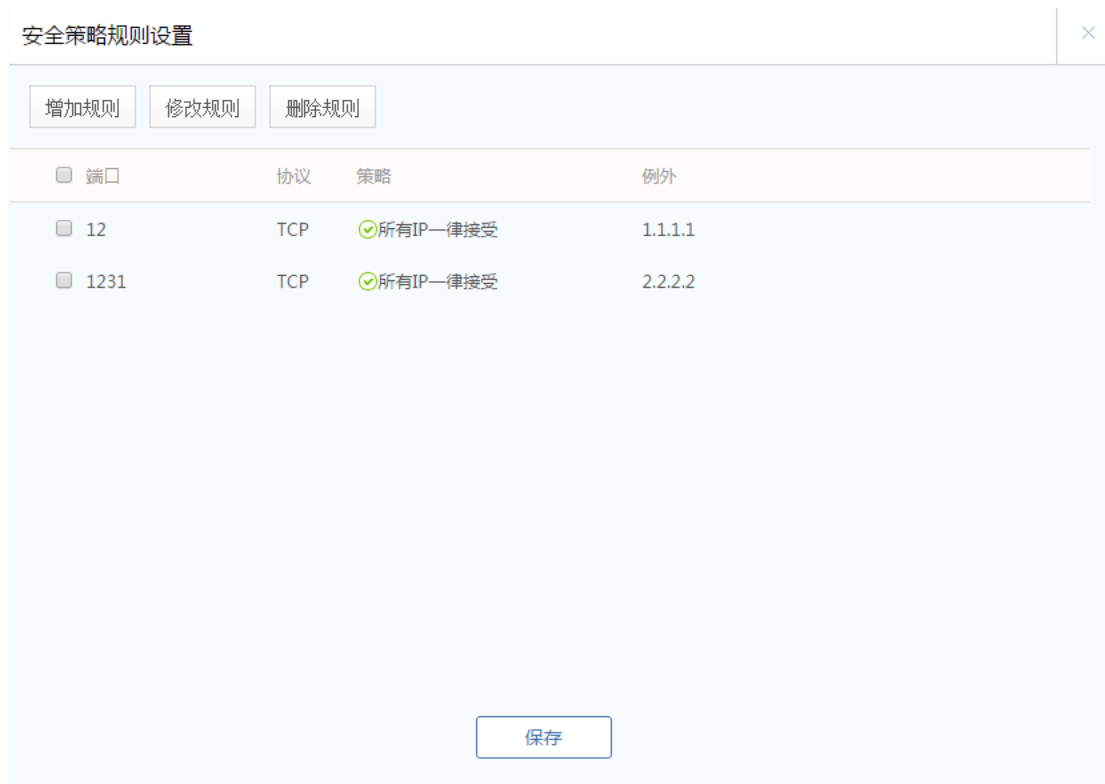 安全策略规则设置
增加规则 修改规则 删除规则
端口 协议 策略 例外
12 TCP 所有IP一律接受 1.1.1.1
1231 TCP 所有IP一律接受 2.2.2.2
保存